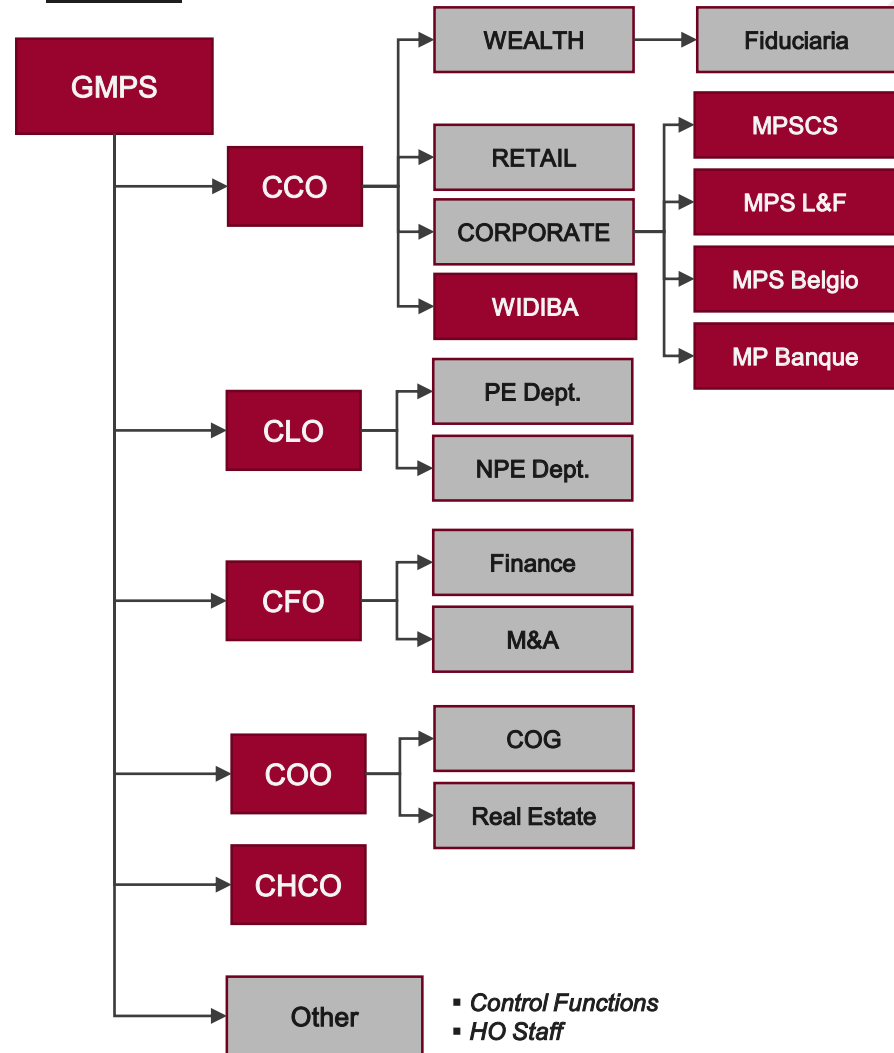 GMPS
CCO
WEALTH
Fiduciaria
RETAIL
CORPORATE
MPSCS
MPS L&F
MPS Belgio
MP Banque
WIDIBA
CLO
PE Dept.
NPE Dept.
CFO
Finance
M&A
COO
COG
Real Estate
CHCO
Other
▪ Control Functions
▪ HO Staff